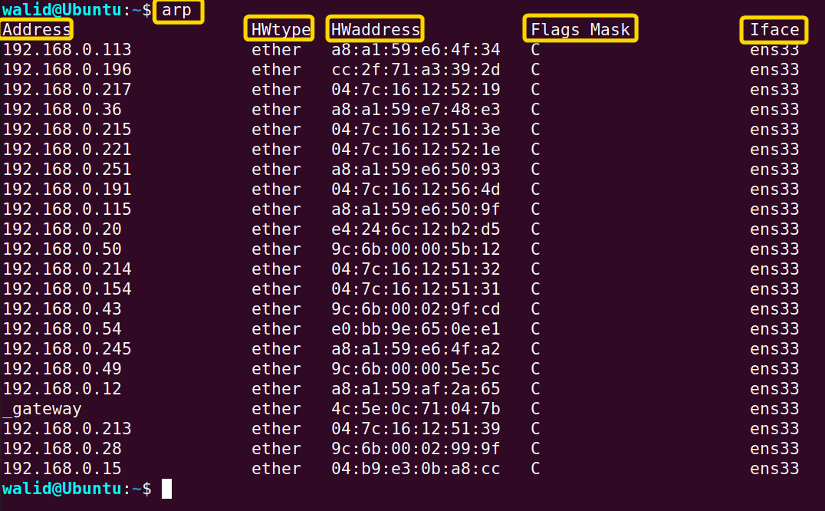 walid@Ubuntu:~$ arp
Address HWtype HWaddress Flags Mask Iface
192.168.0.113 ether a8:a1:59:e6:4f:34 C ens33
192.168.0.196 ether cc:2f:71:a3:39:2d C ens33
192.168.0.217 ether 04:7c:16:12:52:19 C ens33
192.168.0.36 ether a8:a1:59:e7:48:e3 C ens33
192.168.0.215 ether 04:7c:16:12:51:3e C ens33
192.168.0.221 ether 04:7c:16:12:52:1e C ens33
192.168.0.251 ether a8:a1:59:e6:50:93 C ens33
192.168.0.191 ether 04:7c:16:12:56:4d C ens33
192.168.0.115 ether a8:a1:59:e6:50:9f C ens33
192.168.0.20 ether e4:24:6c:12:b2:d5 C ens33
192.168.0.50 ether 9c:6b:00:00:5b:12 C ens33
192.168.0.214 ether 04:7c:16:12:51:32 C ens33
192.168.0.154 ether 04:7c:16:12:51:31 C ens33
192.168.0.43 ether 9c:6b:00:02:9f:cd C ens33
192.168.0.54 ether e0:bb:9e:65:0e:e1 C ens33
192.168.0.245 ether a8:a1:59:e6:4f:a2 C ens33
192.168.0.49 ether 9c:6b:00:00:5e:5c C ens33
192.168.0.12 ether a8:a1:59:af:2a:65 C ens33
_gateway ether 4c:5e:0c:71:04:7b C ens33
192.168.0.213 ether 04:7c:16:12:51:39 C ens33
192.168.0.28 ether 9c:6b:00:02:99:9f C ens33
192.168.0.15 ether 04:b9:e3:0b:a8:cc C ens33
walid@Ubuntu:~$